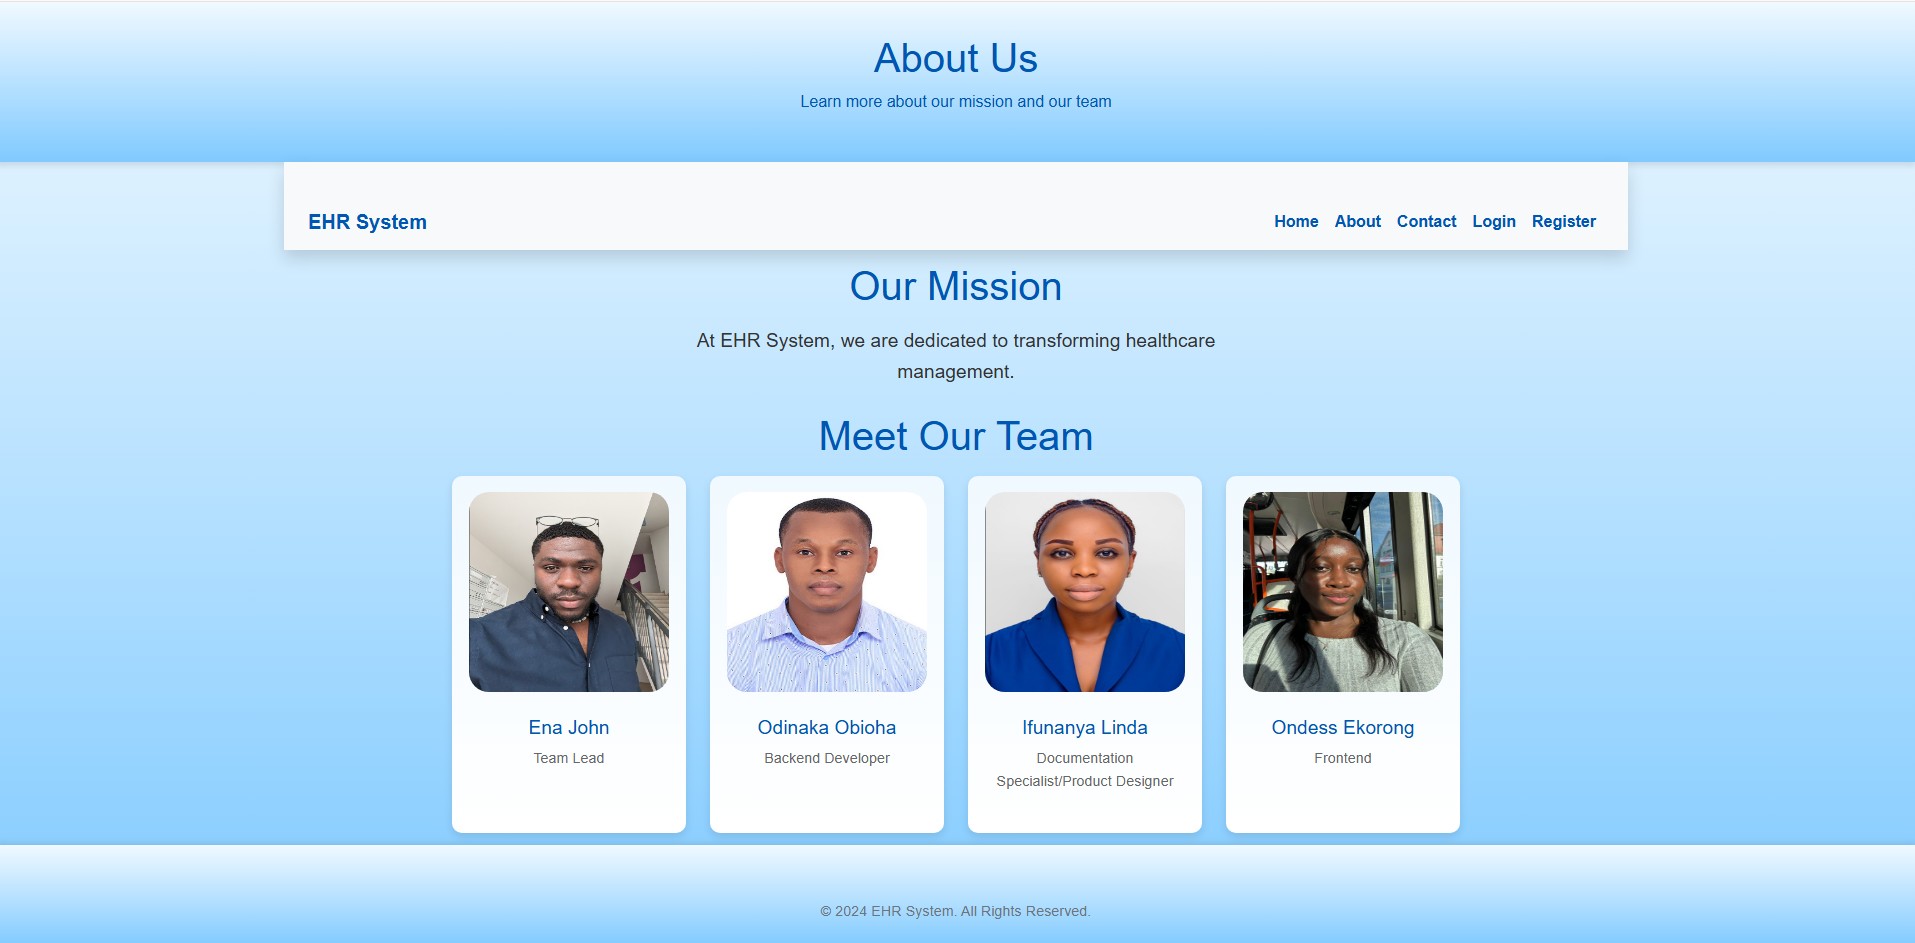 About Us
Learn more about our mission and our team
EHR System
Home About Contact Login Register
Our Mission
At EHR System, we are dedicated to transforming healthcare
management.
Meet Our Team
Ena John
Team Lead
Odinaka Obioha
Backend Developer
Ifunanya Linda
Documentation
Specialist/Product Designer
Ondess Ekorong
Frontend
© 2024 EHR System. All Rights Reserved.